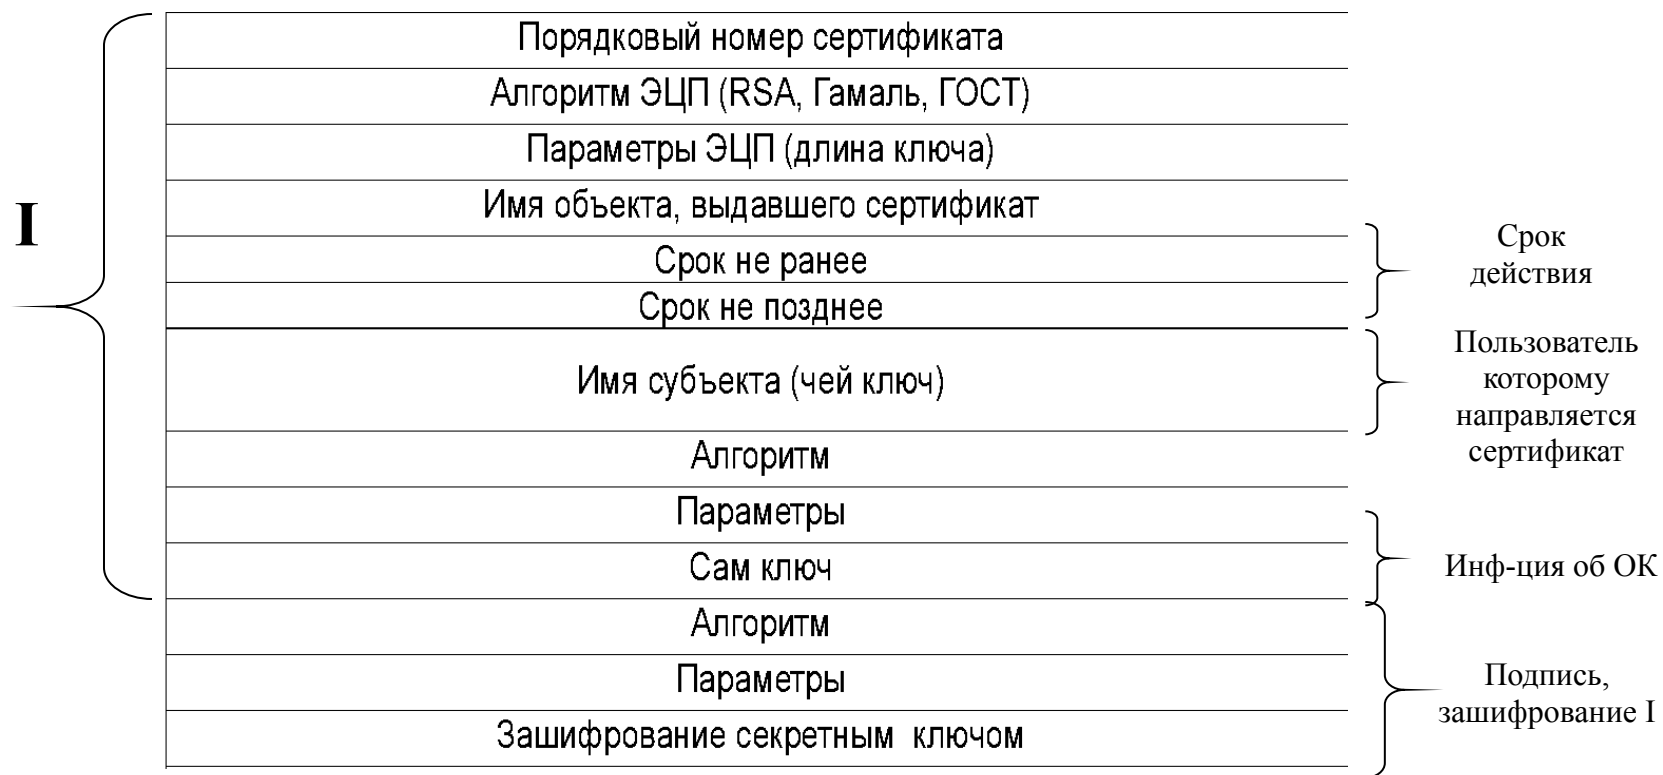 Порядковый номер сертификата
Алгоритм ЭЦП (RSA, Гамаль, ГОСТ)
Параметры ЭЦП (длина ключа)
Имя объекта, выдавшего сертификат
I
Срок не ранее
Срок не позднее
Срок
действия
Имя субъекта (чей ключ)
Пользователь
которому
направляется
сертификат
Алгоритм
Параметры
Сам ключ
Инф-ция об ОК
Алгоритм
Параметры
Зашифрование секретным ключом
Подпись,
зашифрование I